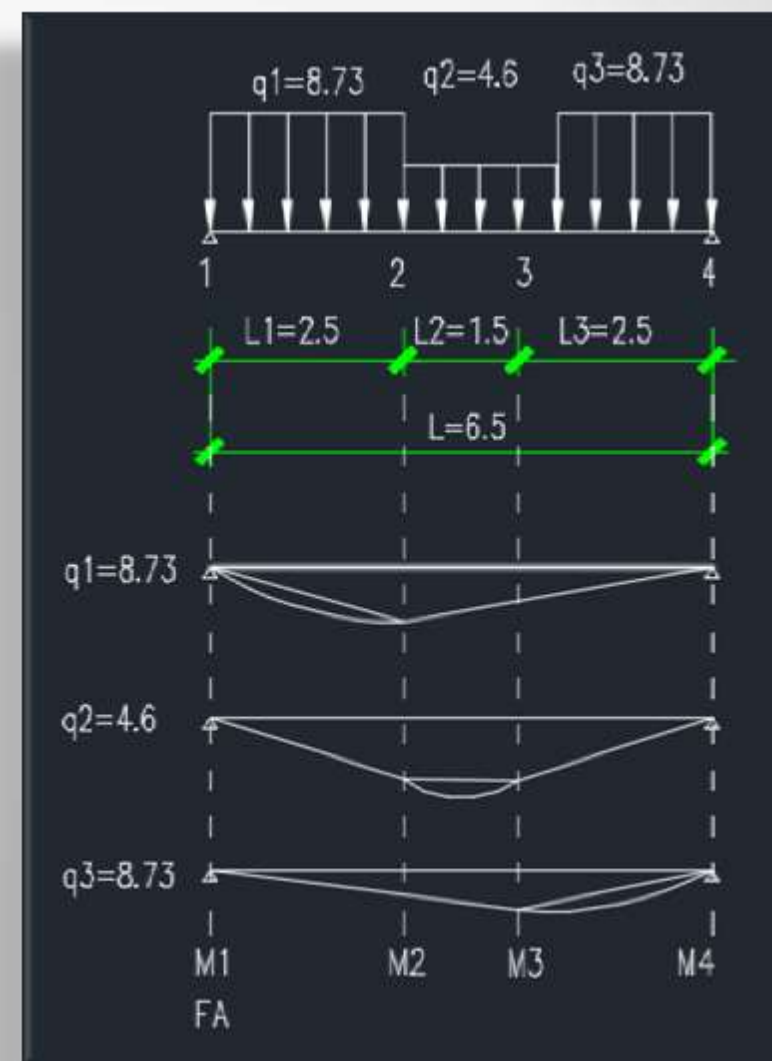 q1=8.73 q2=4.6 q3=8.73
1 2 3 4
L1=2.5 L2=1.5 L3=2.5
L=6.5
q1=8.73
q2=4.6
q3=8.73
M1 M2 M3 M4
FA